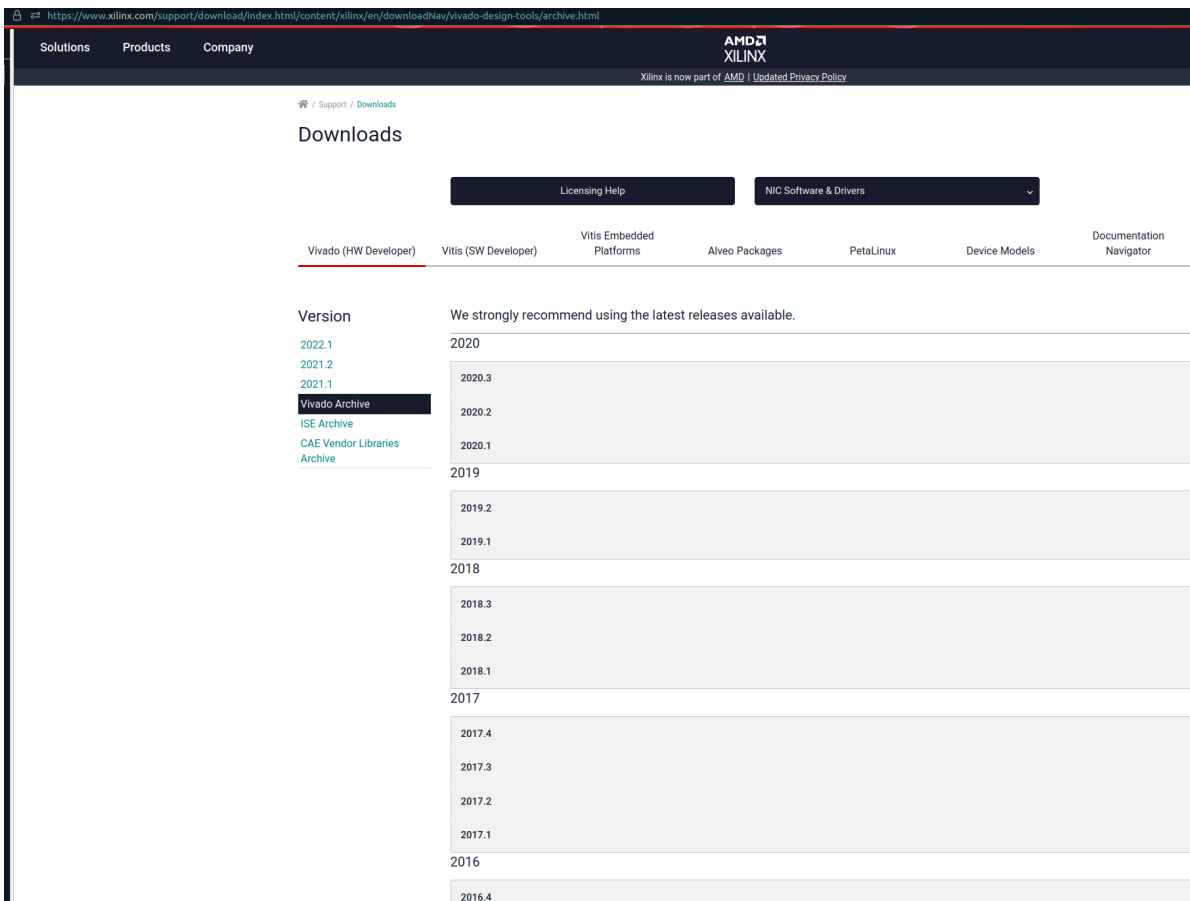 https://www.xilinx.com/support/download/index.html/content/xilinx/en/downloadNav/vivado-design-tools/archive.html
Solutions Products Company
AMD
XILINX
Xilinx is now part of AMD | Updated Privacy Policy
/ Support / Downloads
Downloads
Licensing Help NIC Software & Drivers
Vivado (HW Developer) Vitis (SW Developer) Vitis Embedded Platforms Alveo Packages PetaLinux Device Models Documentation Navigator
Version
2022.1
2021.2
2021.1
Vivado Archive
ISE Archive
CAE Vendor Libraries
Archive
We strongly recommend using the latest releases available.
2020
2020.3
2020.2
2020.1
2019
2019.2
2019.1
2018
2018.3
2018.2
2018.1
2017
2017.4
2017.3
2017.2
2017.1
2016
2016.4